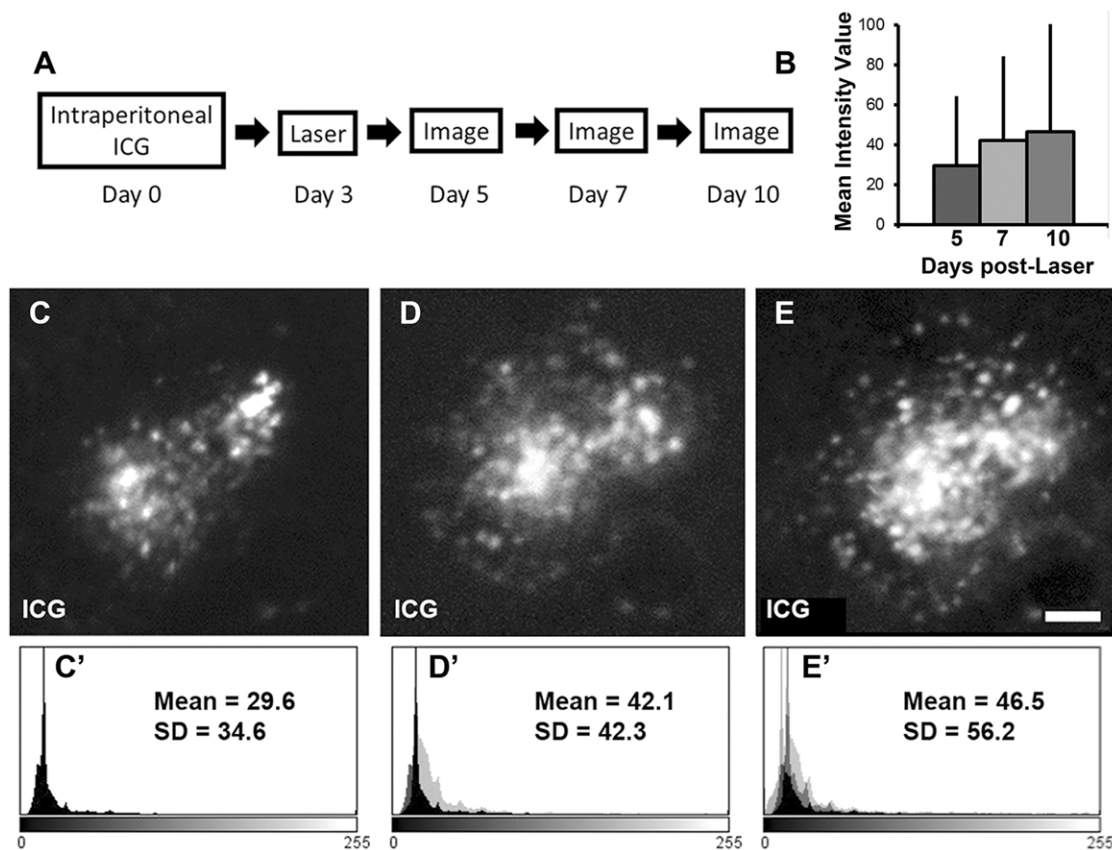 A
Intraperitoneal
ICG
Laser
Image
Image
Image
Day 0
Day 3
Day 5
Day 7
Day 10
B
Mean Intensity Value
100
80
60
40
20
0
5
7
10
Days post-Laser
C
ICG
D
ICG
E
ICG
C’
Mean = 29.6
SD = 34.6
0
255
D’
Mean = 42.1
SD = 42.3
0
255
E’
Mean = 46.5
SD = 56.2
0
255